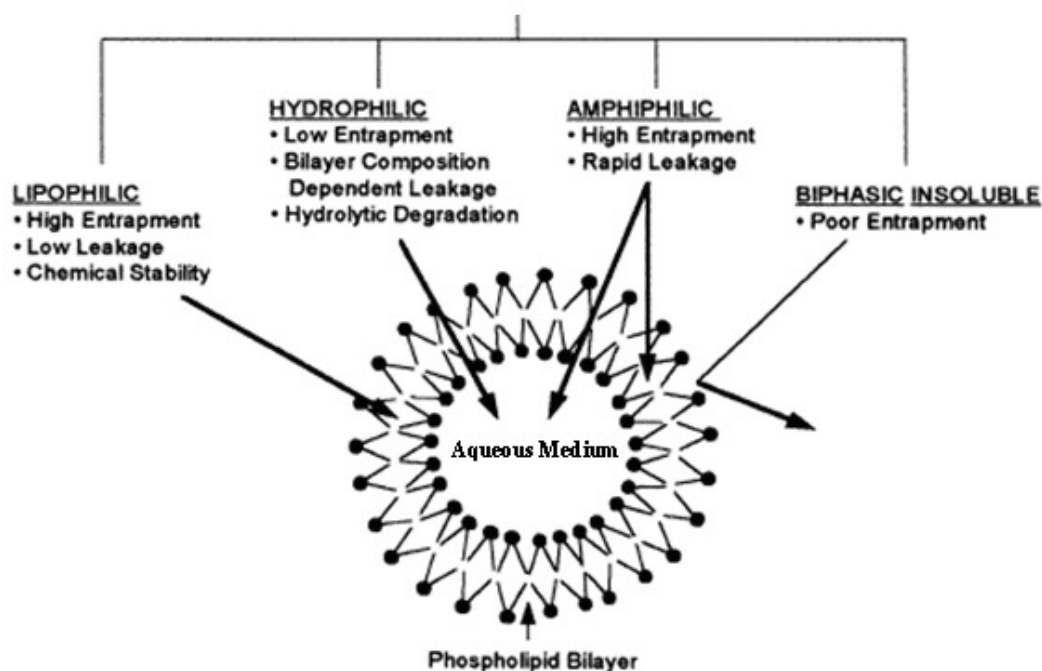 HYDROPHILIC
• Low Entrapment
• Bilayer Composition
Dependent Leakage
• Hydrolytic Degradation
AMPHIPHILIC
• High Entrapment
• Rapid Leakage
LIPOPHILIC
• High Entrapment
• Low Leakage
• Chemical Stability
BIPHASIC INSOLUBLE
• Poor Entrapment
Aqueous Medium
Phospholipid Bilayer